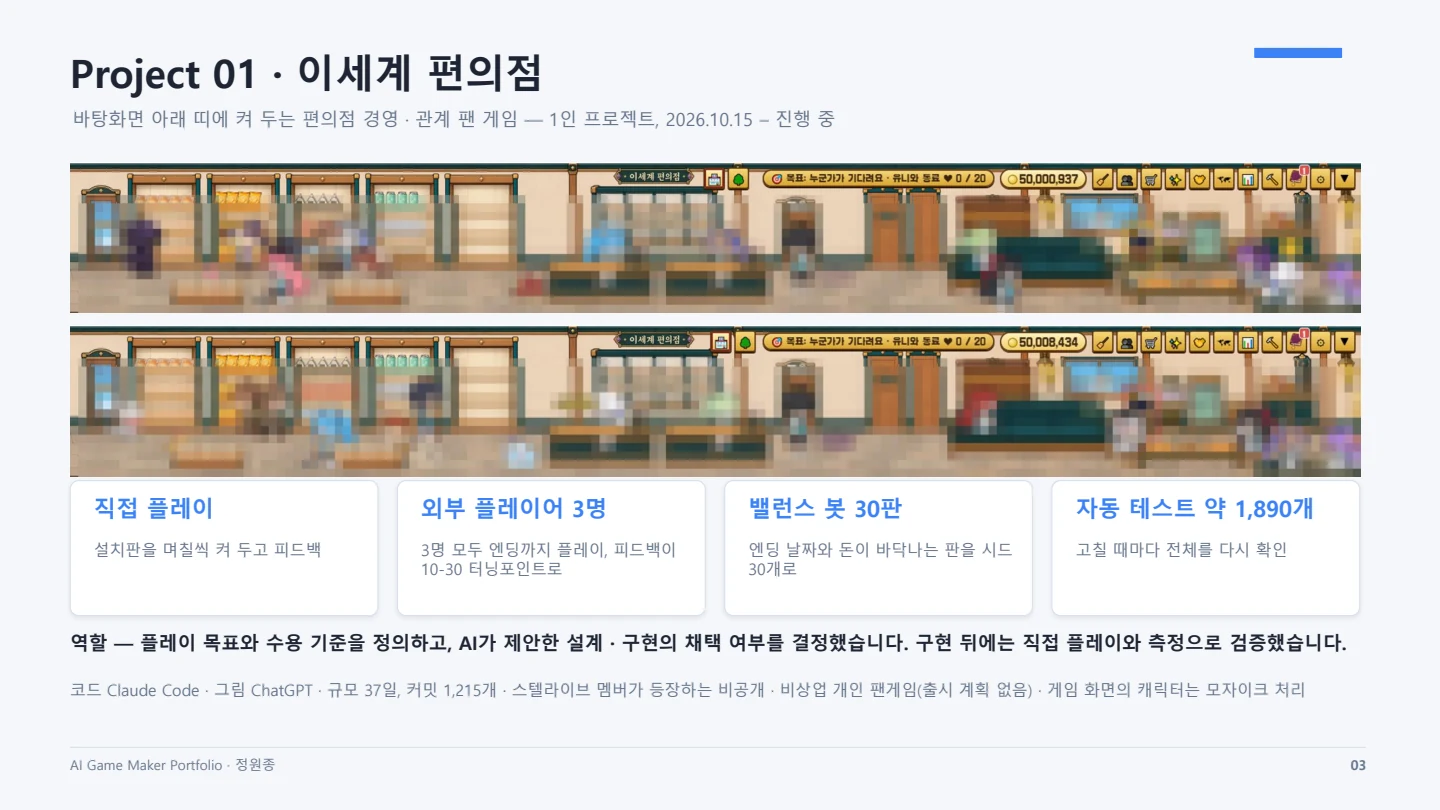 Project 01 · 이세계 편의점
바탕화면 아래 띠에 켜 두는 편의점 경영 · 관계 팬 게임 — 1인 프로젝트, 2026.10.15 – 진행 중
이세계 편의점
목표: 누군가가 기다려요 · 유니와 동료 ♥ 0 / 20
50,000,937
이세계 편의점
목표: 누군가가 기다려요 · 유니와 동료 ♥ 0 / 20
50,008,434
직접 플레이
설치판을 며칠씩 켜 두고 피드백
외부 플레이어 3명
3명 모두 엔딩까지 플레이, 피드백이
10-30 터닝포인트로
밸런스 봇 30판
엔딩 날짜와 돈이 바닥나는 판을 시드
30개로
자동 테스트 약 1,890개
고칠 때마다 전체를 다시 확인
역할 — 플레이 목표와 수용 기준을 정의하고, AI가 제안한 설계 · 구현의 채택 여부를 결정했습니다. 구현 뒤에는 직접 플레이와 측정으로 검증했습니다.
코드 Claude Code · 그림 ChatGPT · 규모 37일, 커밋 1,215개 · 스텔라이브 멤버가 등장하는 비공개 · 비상업 개인 팬게임(출시 계획 없음) · 게임 화면의 캐릭터는 모자이크 처리
AI Game Maker Portfolio · 정원종
03